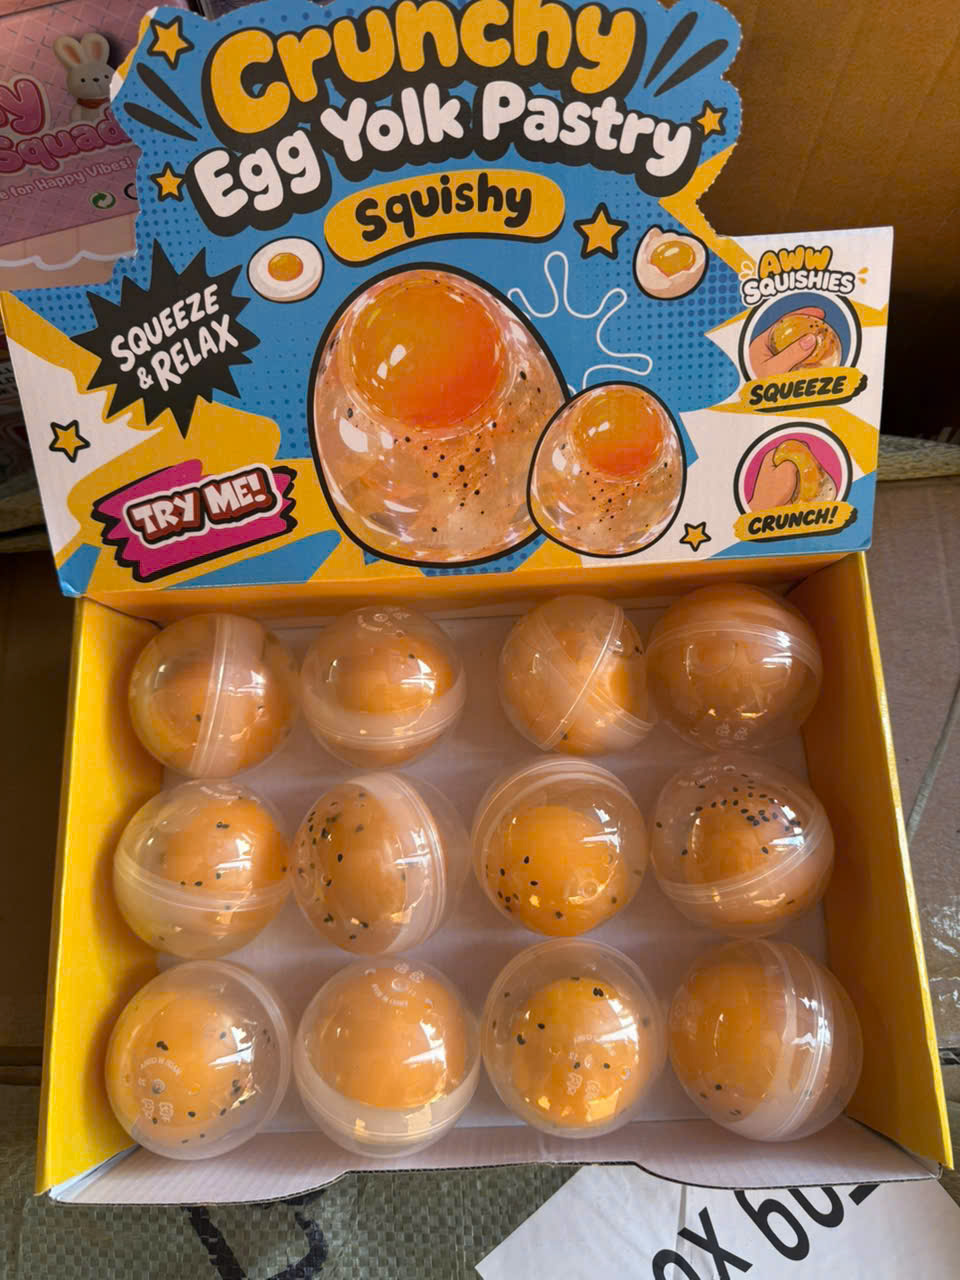 Crunchy
Egg Yolk Pastry
Squishy
Squad
e for Happy Vibes!
AWW
SQUISHIES
SQUEEZE
& RELAX
SQUEEZE
TRY ME!
CRUNCH!